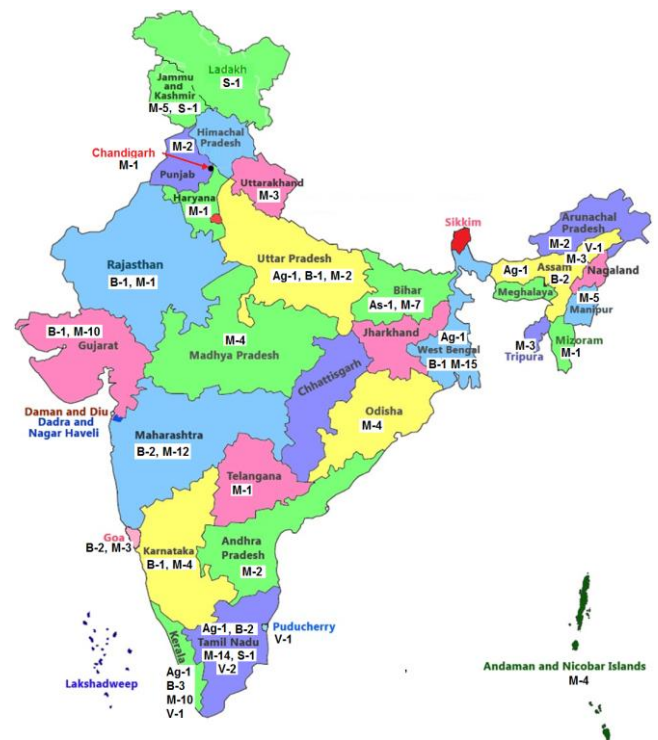 Ladakh
S-1
Jammu
and
Kashmir
M-5, S-1
Himachal
Pradesh
M-2
Chandigarh
M-1
Punjab
Uttarakhand
M-3
Haryana
M-1
Sikkim
Arunachal
Pradesh
M-2
V-1
M-3
Ag-1
Assam
B-2
Nagaland
Meghalaya
M-5
Manipur
M-3
Tripura
Mizoram
M-1
Rajasthan
B-1, M-1
Uttar Pradesh
Ag-1, B-1, M-2
Bihar
As-1, M-7
Jharkhand
Ag-1
West Bengal
B-1 M-15
B-1, M-10
Gujarat
M-4
Madhya Pradesh
Chhattisgarh
Odisha
M-4
Daman and Diu
Dadra and
Nagar Haveli
Maharashtra
B-2, M-12
Telangana
M-1
Goa
B-2, M-3
Karnataka
B-1, M-4
Andhra
Pradesh
M-2
Ag-1, B-2
Tamil Nadu
M-14, S-1
V-2
Puducherry
V-1
Kerala
Ag-1
B-3
M-10
V-1
Lakshadweep
Andaman and Nicobar Islands
M-4